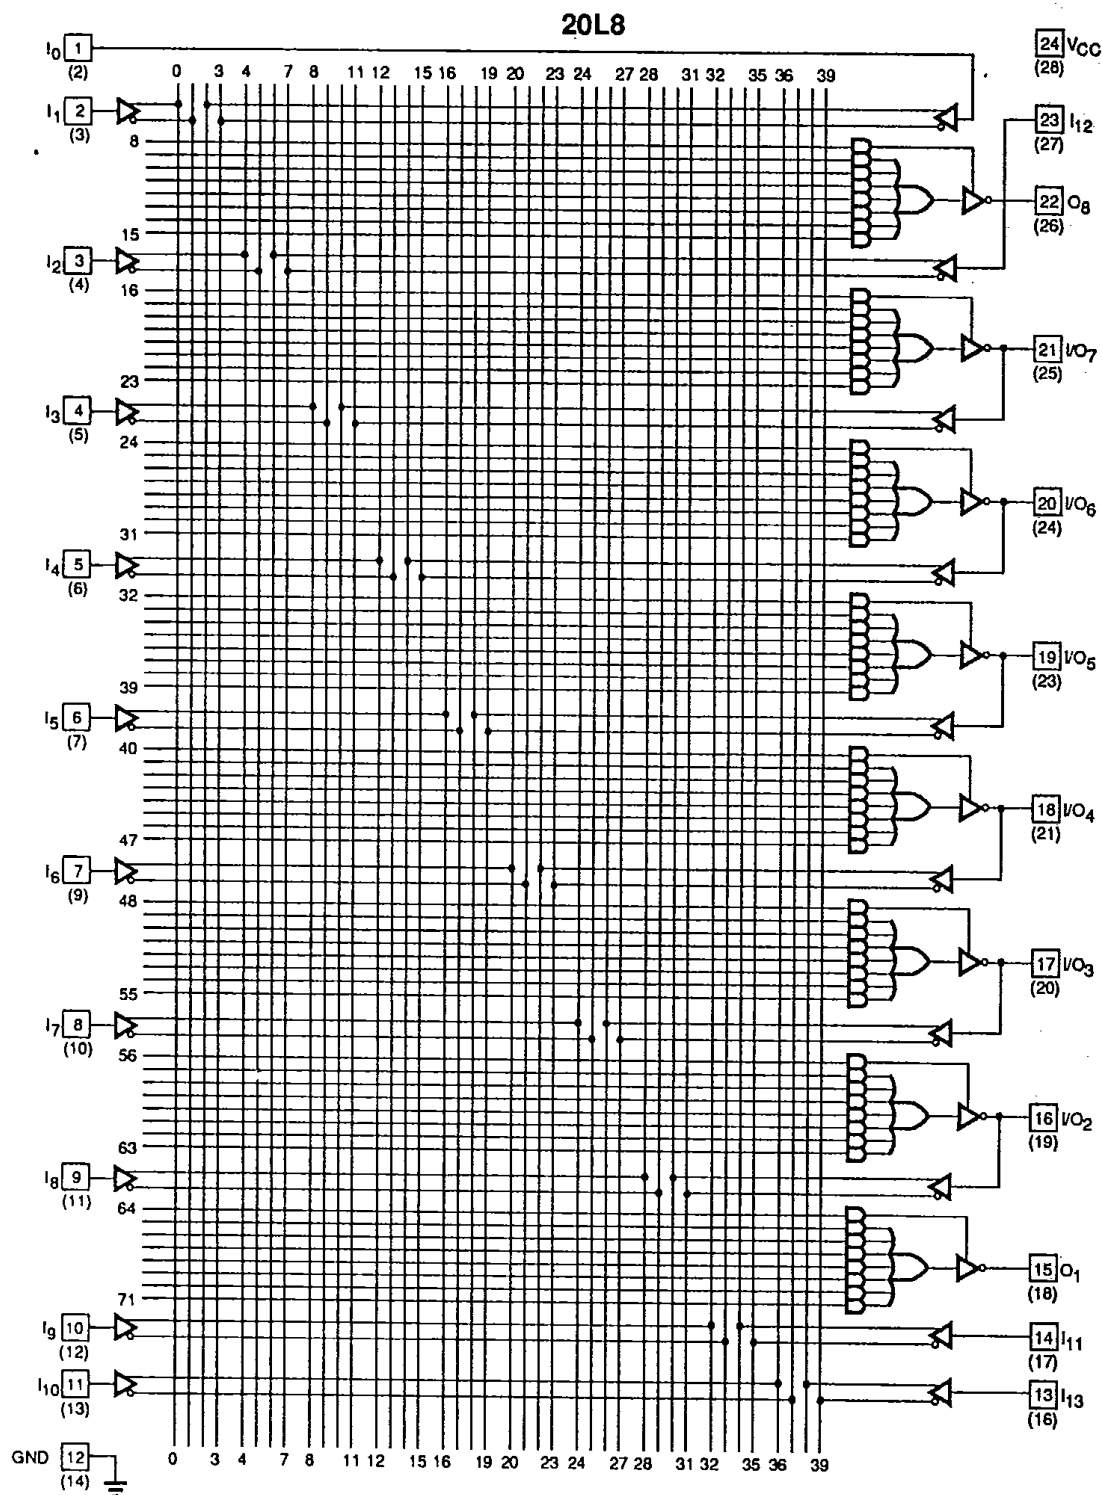 20L8
I0 1 24 VCC
(2) 0 3 4 7 8 11 12 15 16 19 20 23 24 27 28 31 32 35 36 39 (28)
I1 2 23 I12
(3) (27)
8
22 O8
15 (26)
I2 3
(4)
16
21 I/O7
23 (25)
I3 4
(5)
24
20 I/O6
31 (24)
I4 5
(6)
32
19 I/O5
39 (23)
I5 6
(7)
40
18 I/O4
47 (21)
I6 7
(9)
48
17 I/O3
55 (20)
I7 8
(10)
56
16 I/O2
63 (19)
I8 9
(11)
64
15 O1
71 (18)
I9 10 14 I11
(12) (17)
I10 11 13 I13
(13) (16)
GND 12 0 3 4 7 8 11 12 15 16 19 20 23 24 27 28 31 32 35 36 39
(14)